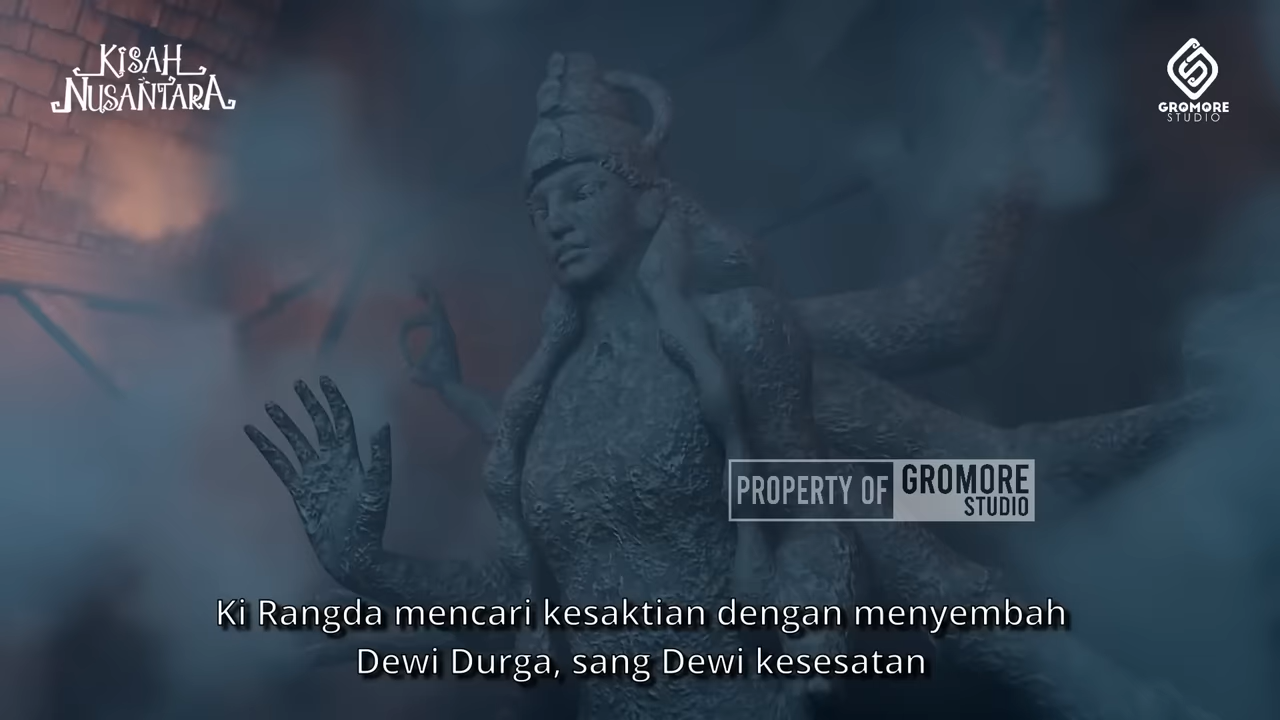 KISAH
NUSANTARA
GROMORE
STUDIO
PROPERTY OF GROMORE
STUDIO
Ki Rangda mencari kesaktian dengan menyembah
Dewi Durga, sang Dewi kesesatan